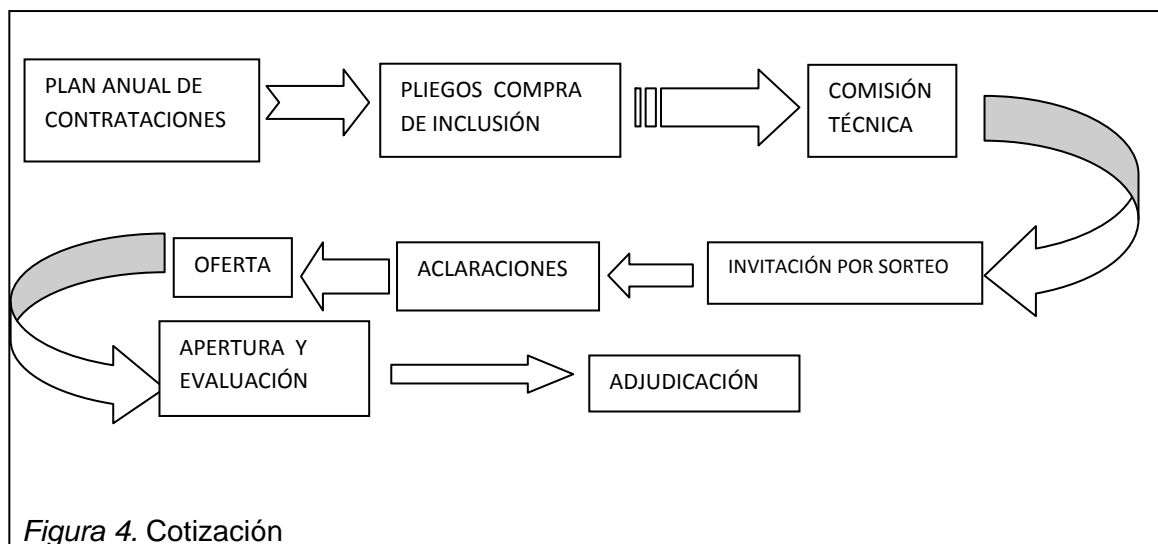 PLAN ANUAL DE
CONTRATACIONES
PLIEGOS COMPRA
DE INCLUSIÓN
COMISIÓN
TÉCNICA
INVITACIÓN POR SORTEO
ACLARACIONES
OFERTA
APERTURA Y
EVALUACIÓN
ADJUDICACIÓN
Figura 4. Cotización